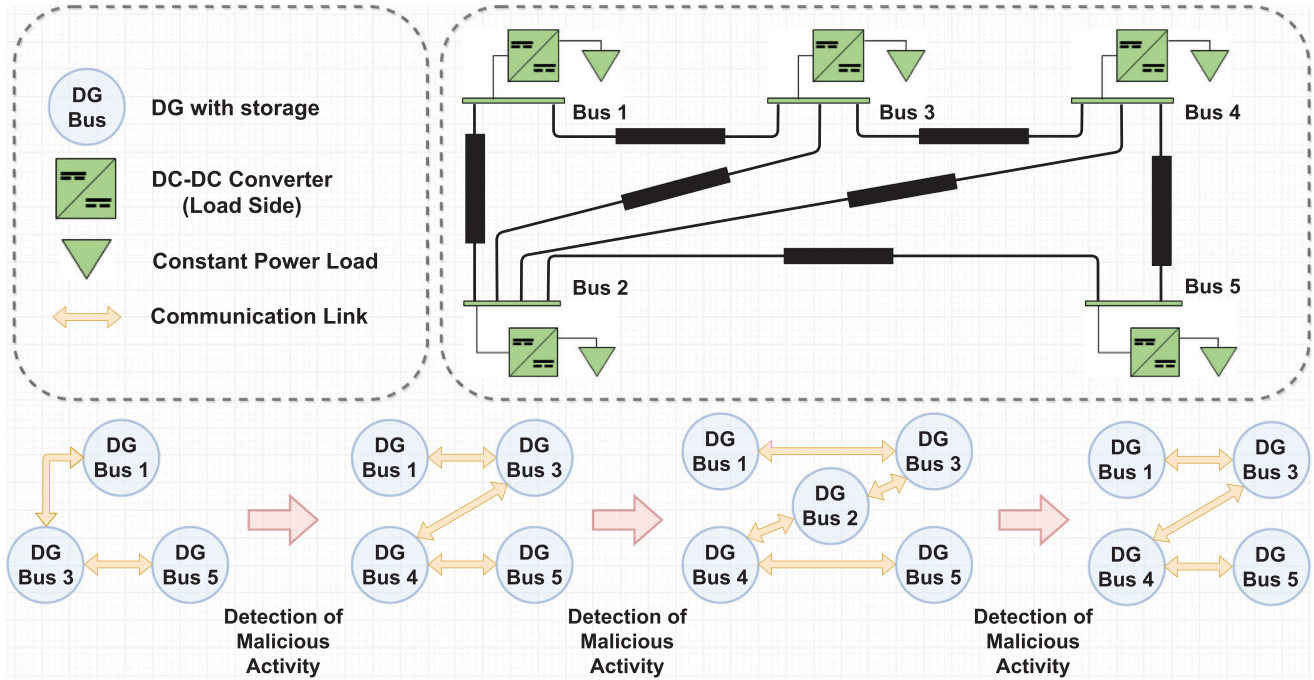 DG
Bus
DG with storage
DC-DC Converter
(Load Side)
Constant Power Load
Communication Link
Bus 1
Bus 3
Bus 4
Bus 2
Bus 5
DG
Bus 1
DG
Bus 3
DG
Bus 5
Detection of
Malicious
Activity
DG
Bus 1
DG
Bus 3
DG
Bus 4
DG
Bus 5
Detection of
Malicious
Activity
DG
Bus 1
DG
Bus 3
DG
Bus 2
DG
Bus 4
DG
Bus 5
Detection of
Malicious
Activity
DG
Bus 1
DG
Bus 3
DG
Bus 4
DG
Bus 5